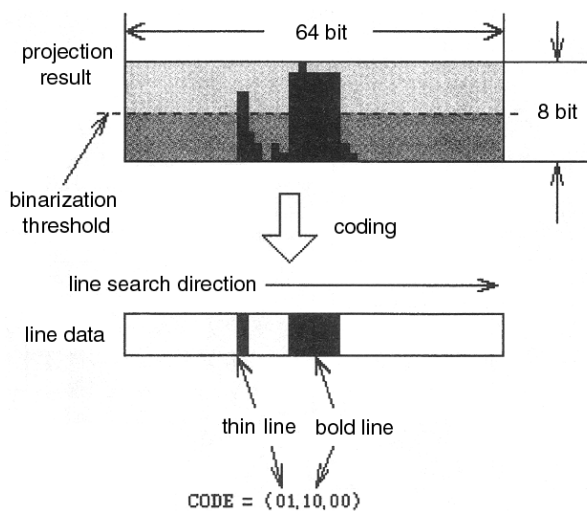 64 bit
projection
result
8 bit
binarization
threshold
coding
line search direction
line data
thin line
bold line
CODE = (01,10,00)